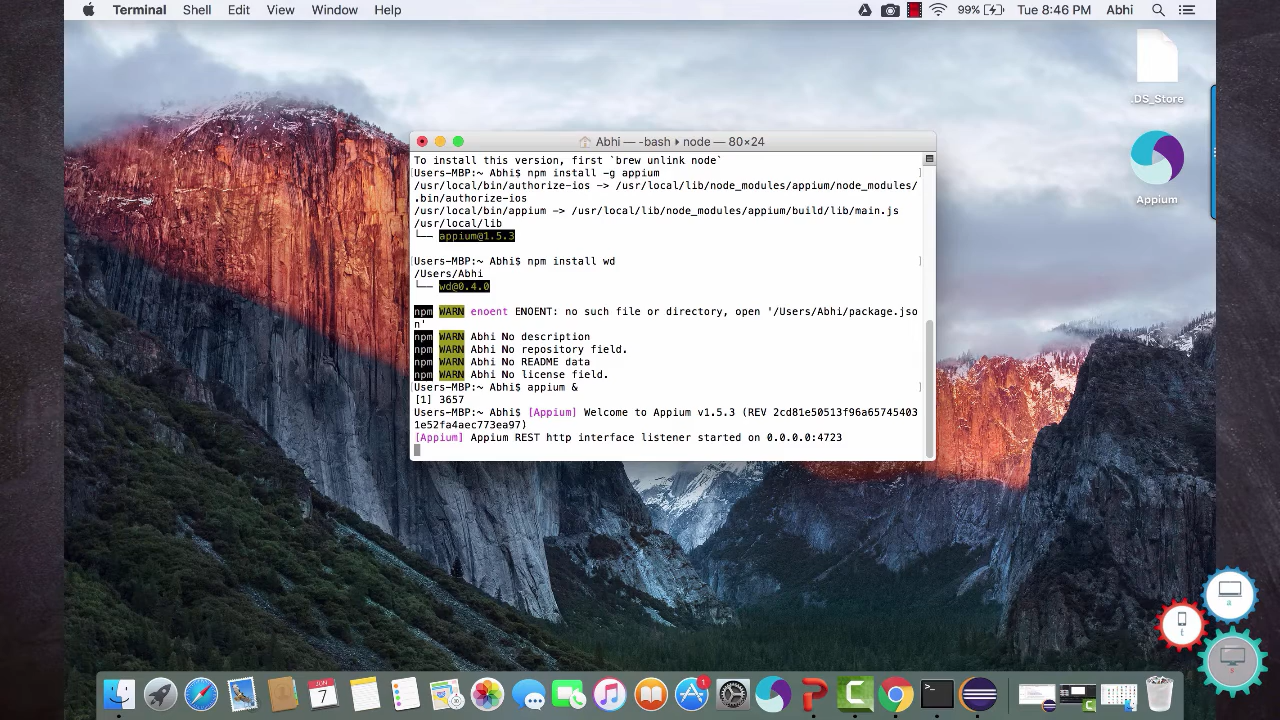 Terminal Shell Edit View Window Help 99% Tue 8:46 PM Abhi
.DS_Store
Appium
Abhi — -bash ▸ node — 80×24
To install this version, first `brew unlink node`
Users-MBP:~ Abhi$ npm install -g appium
/usr/local/bin/authorize-ios -> /usr/local/lib/node_modules/appium/node_modules/
.bin/authorize-ios
/usr/local/bin/appium -> /usr/local/lib/node_modules/appium/build/lib/main.js
/usr/local/lib
└── appium@1.5.3
Users-MBP:~ Abhi$ npm install wd
/Users/Abhi
└── wd@0.4.0
npm WARN enoent ENOENT: no such file or directory, open '/Users/Abhi/package.jso
n'
npm WARN Abhi No description
npm WARN Abhi No repository field.
npm WARN Abhi No README data
npm WARN Abhi No license field.
Users-MBP:~ Abhi$ appium &
[1] 3657
Users-MBP:~ Abhi$ [Appium] Welcome to Appium v1.5.3 (REV 2cd81e50513f96a65745403
1e52fa4aec773ea97)
[Appium] Appium REST http interface listener started on 0.0.0.0:4723
a
t
s
JUN
7
1